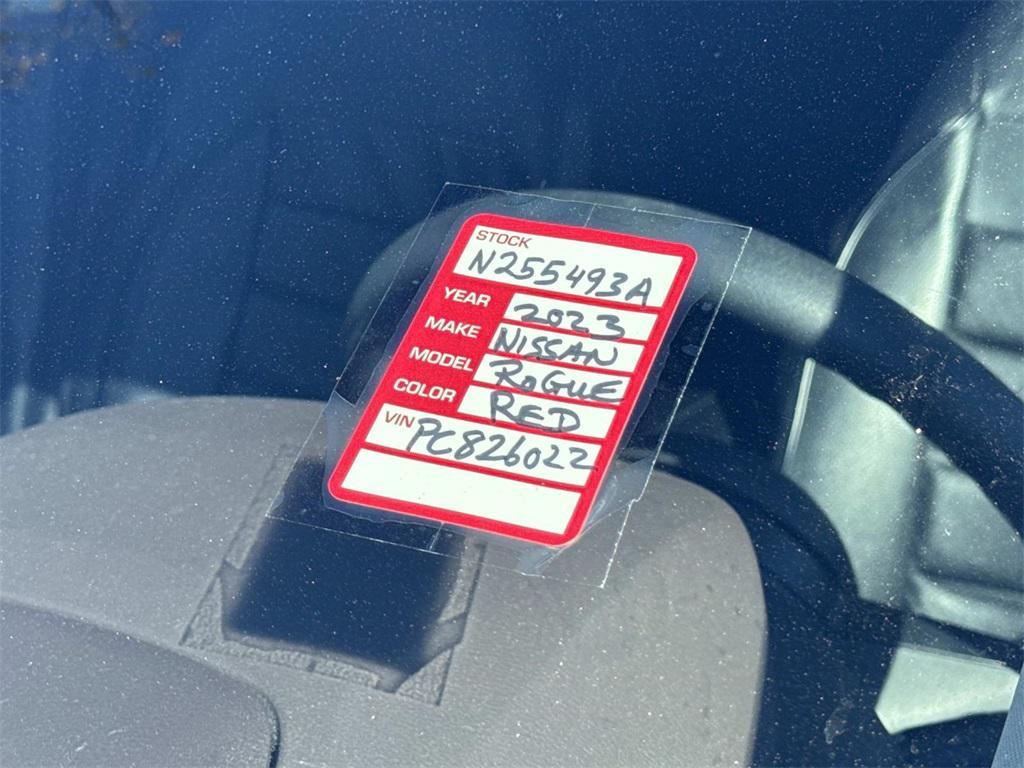 STOCK
N255493A
YEAR 2023
MAKE NISSAN
MODEL ROGUE
COLOR RED
VIN PC826022